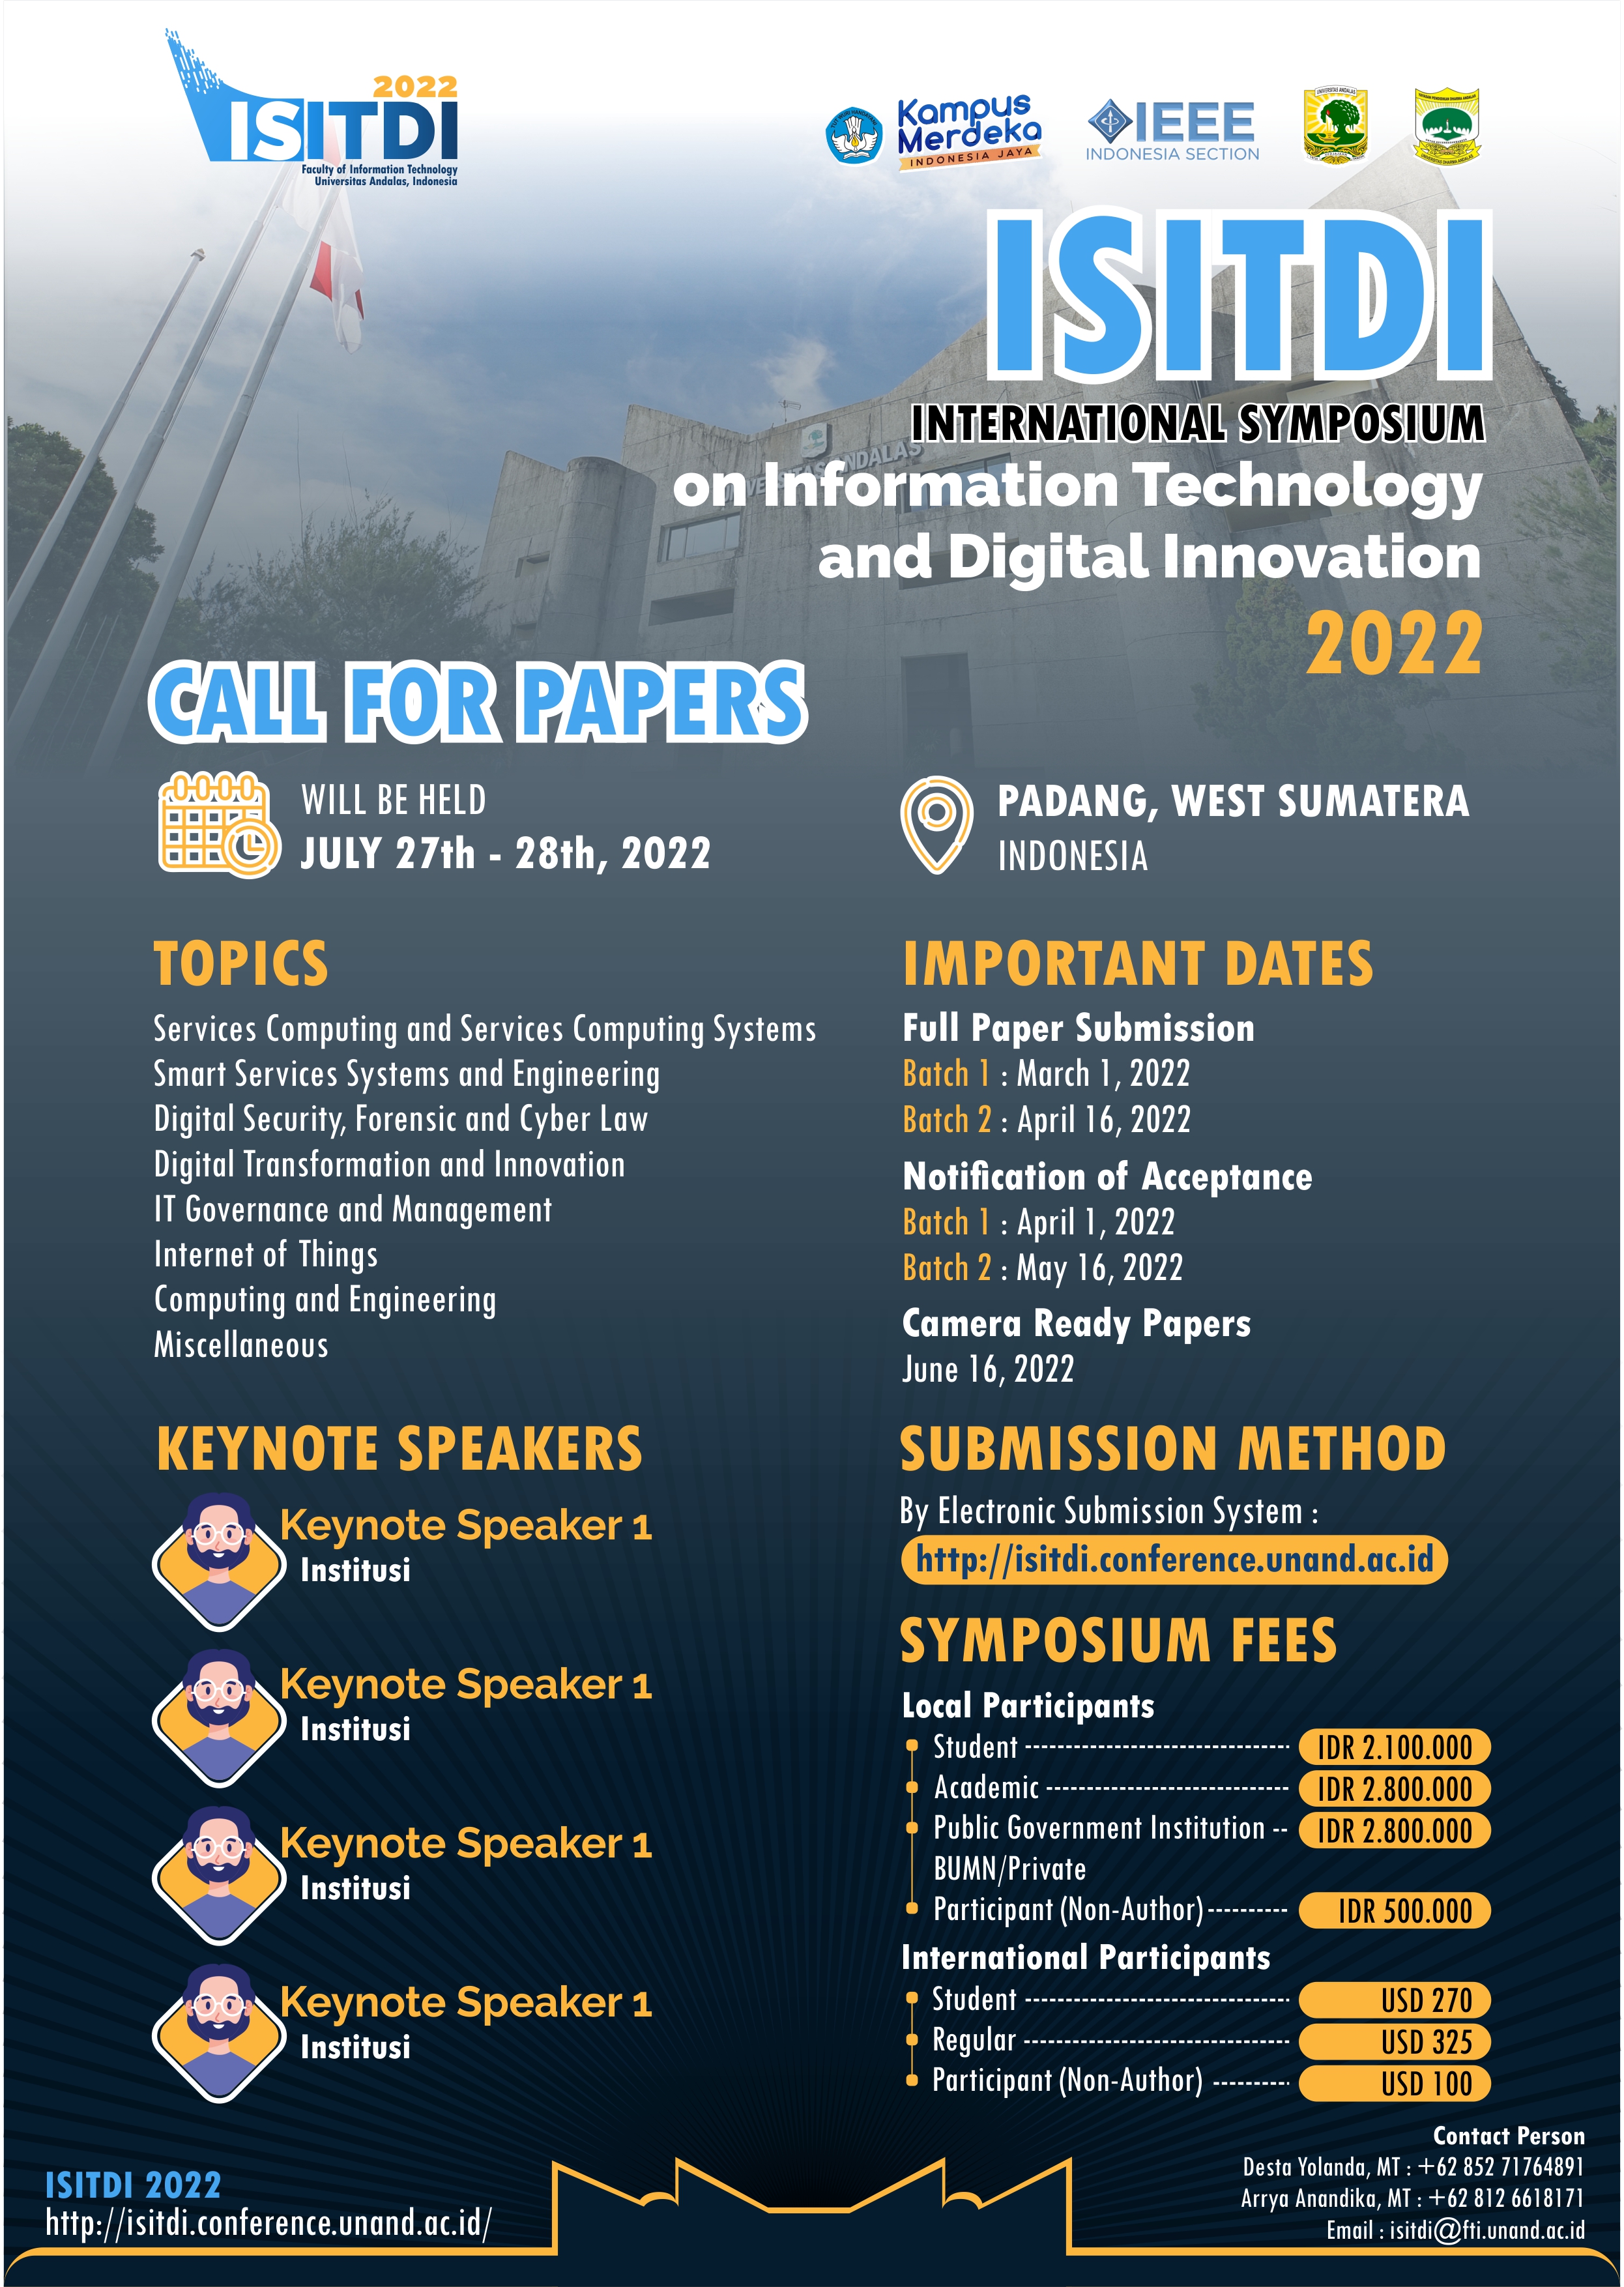 2022
ISITDI
Faculty of Information Technology
Universitas Andalas, Indonesia
Kampus
Merdeka
INDONESIA JAYA
IEEE
INDONESIA SECTION
UNIVERSITAS ANDALAS
ISITDI
INTERNATIONAL SYMPOSIUM
on Information Technology
and Digital Innovation
2022
UNIVERSITAS ANDALAS
CALL FOR PAPERS
WILL BE HELD
JULY 27th - 28th, 2022
PADANG, WEST SUMATERA
INDONESIA
TOPICS
Services Computing and Services Computing Systems
Smart Services Systems and Engineering
Digital Security, Forensic and Cyber Law
Digital Transformation and Innovation
IT Governance and Management
Internet of Things
Computing and Engineering
Miscellaneous
IMPORTANT DATES
Full Paper Submission
Batch 1 : March 1, 2022
Batch 2 : April 16, 2022
Notification of Acceptance
Batch 1 : April 1, 2022
Batch 2 : May 16, 2022
Camera Ready Papers
June 16, 2022
KEYNOTE SPEAKERS
Keynote Speaker 1
Institusi
Keynote Speaker 1
Institusi
Keynote Speaker 1
Institusi
Keynote Speaker 1
Institusi
SUBMISSION METHOD
By Electronic Submission System :
http://isitdi.conference.unand.ac.id
SYMPOSIUM FEES
Local Participants
Student -------------------------------- IDR 2.100.000
Academic ------------------------------ IDR 2.800.000
Public Government Institution -- IDR 2.800.000
BUMN/Private
Participant (Non-Author)---------- IDR 500.000
International Participants
Student -------------------------------- USD 270
Regular -------------------------------- USD 325
Participant (Non-Author) --------- USD 100
Contact Person
Desta Yolanda, MT : +62 852 71764891
Arrya Anandika, MT : +62 812 6618171
Email : isitdi@fti.unand.ac.id
ISITDI 2022
http://isitdi.conference.unand.ac.id/